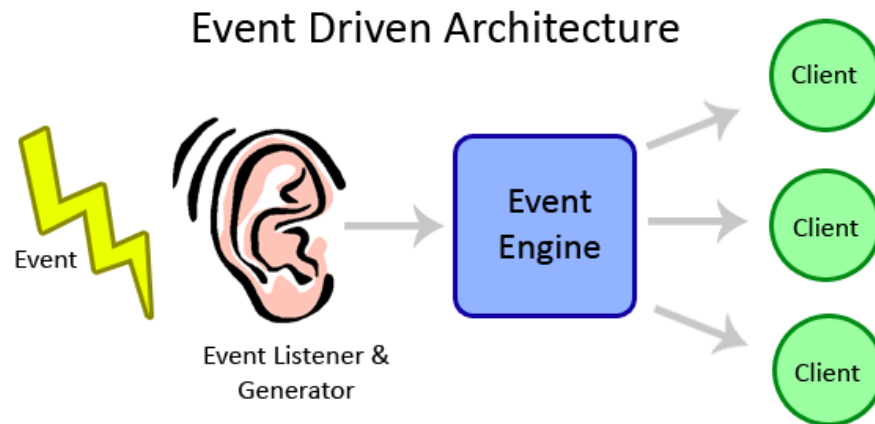 Event Driven Architecture
Event
Event Listener &
Generator
Event
Engine
Client
Client
Client